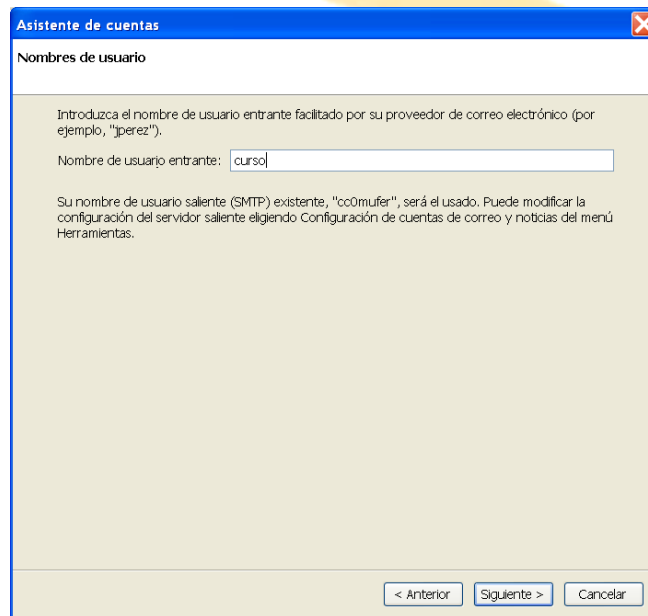 Asistente de cuentas
Nombres de usuario
Introduzca el nombre de usuario entrante facilitado por su proveedor de correo electrónico (por
ejemplo, "jperez").
Nombre de usuario entrante: curso
Su nombre de usuario saliente (SMTP) existente, "cc0mufer", será el usado. Puede modificar la
configuración del servidor saliente eligiendo Configuración de cuentas de correo y noticias del menú
Herramientas.
< Anterior Siguiente > Cancelar